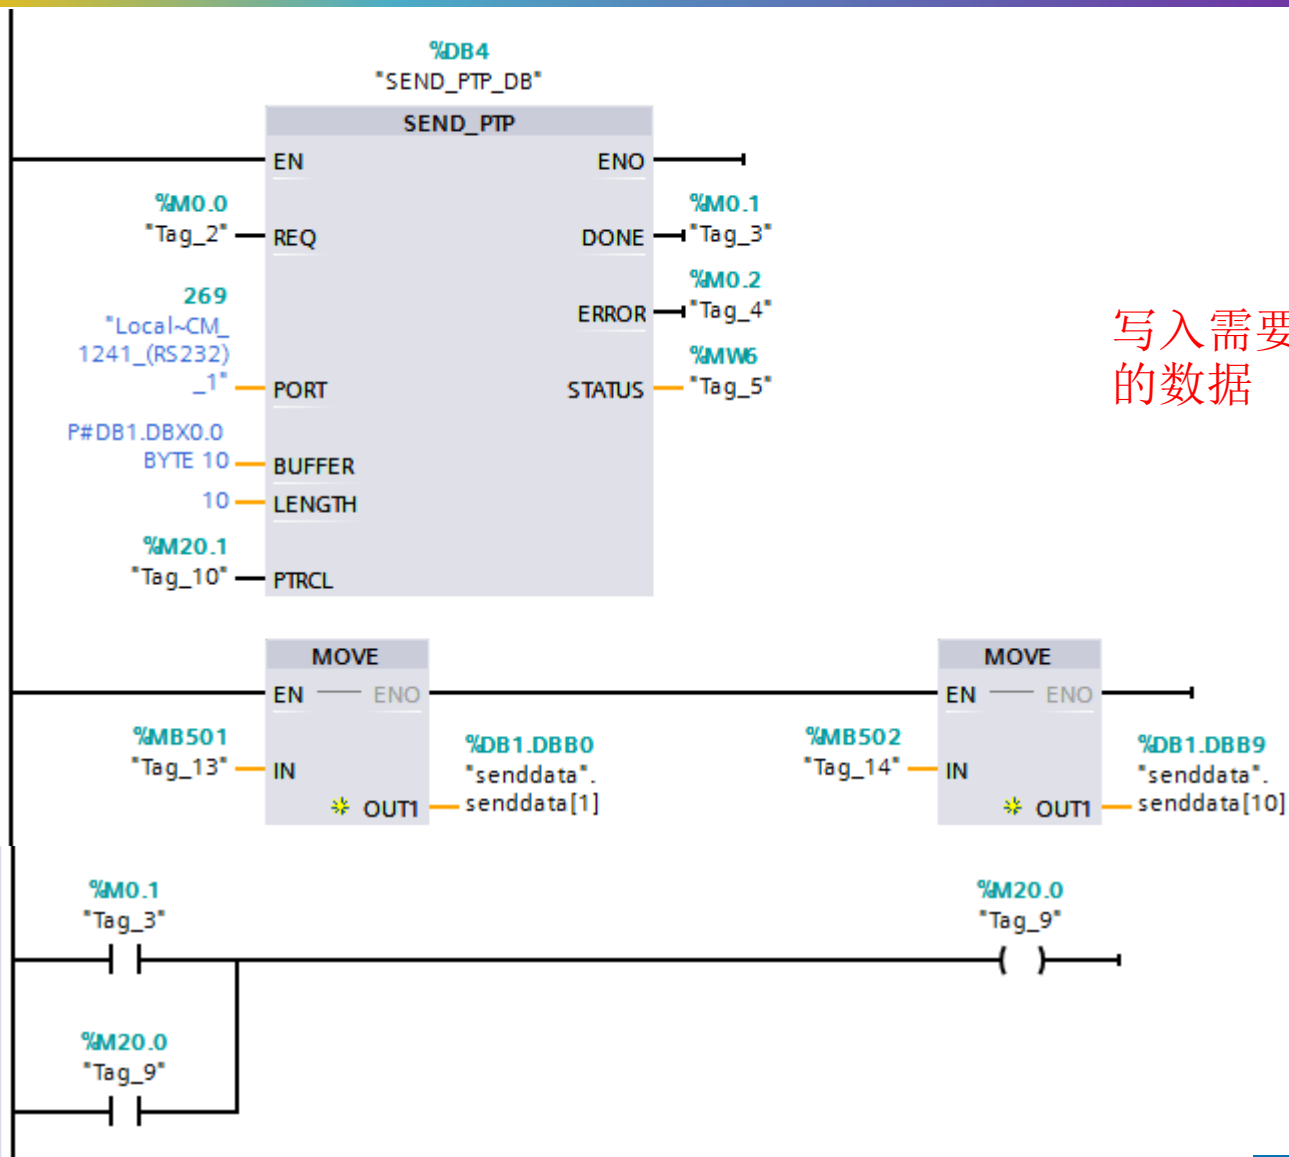 %DB4
"SEND_PTP_DB"
SEND_PTP
EN
ENO
%M0.0
"Tag_2"
REQ
DONE
%M0.1
"Tag_3"
269
"Local~CM_
1241_(RS232)
_1"
PORT
ERROR
%M0.2
"Tag_4"
STATUS
%MW6
"Tag_5"
P#DB1.DBX0.0
BYTE 10
BUFFER
10
LENGTH
%M20.1
"Tag_10"
PTRCL
写入需要
的数据
MOVE
EN
ENO
%MB501
"Tag_13"
IN
OUT1
%DB1.DBB0
"senddata".
senddata[1]
MOVE
EN
ENO
%MB502
"Tag_14"
IN
OUT1
%DB1.DBB9
"senddata".
senddata[10]
%M0.1
"Tag_3"
%M20.0
"Tag_9"
%M20.0
"Tag_9"